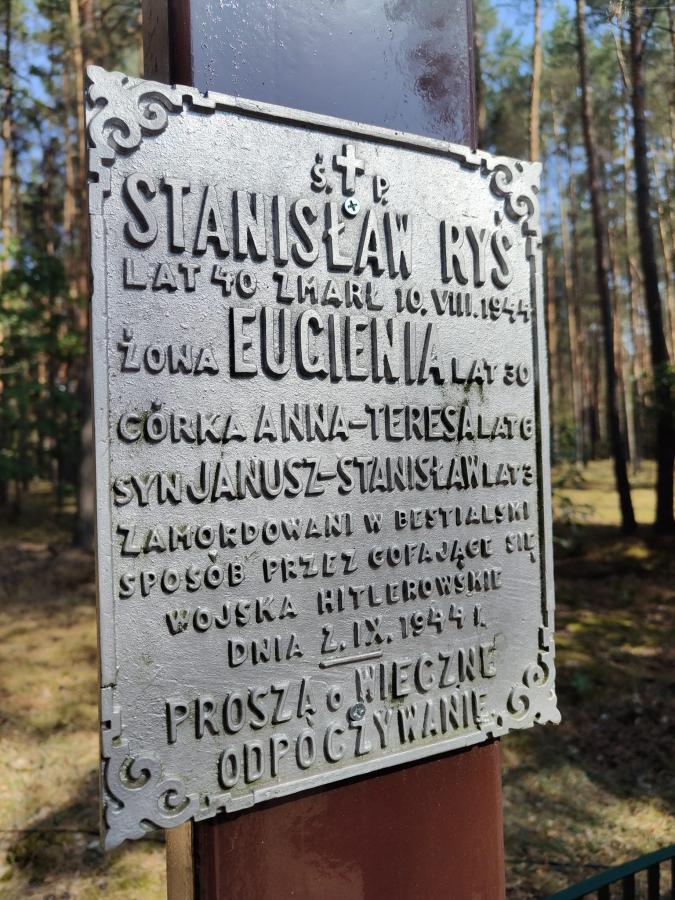 Ś. ✝ P.
STANISŁAW RYŚ
LAT 40 ZMARŁ 10.VIII.1944
ŻONA EUGIENIA LAT 30
CÓRKA ANNA-TERESA LAT 6
SYN JANUSZ-STANISŁAW LAT 3
ZAMORDOWANI W BESTIALSKI
SPOSÓB PRZEZ COFAJĄCE SIĘ
WOJSKA HITLEROWSKIE
DNIA 2.IX.1944 r.
PROSZĄ o WIECZNE
ODPOCZYWANIE